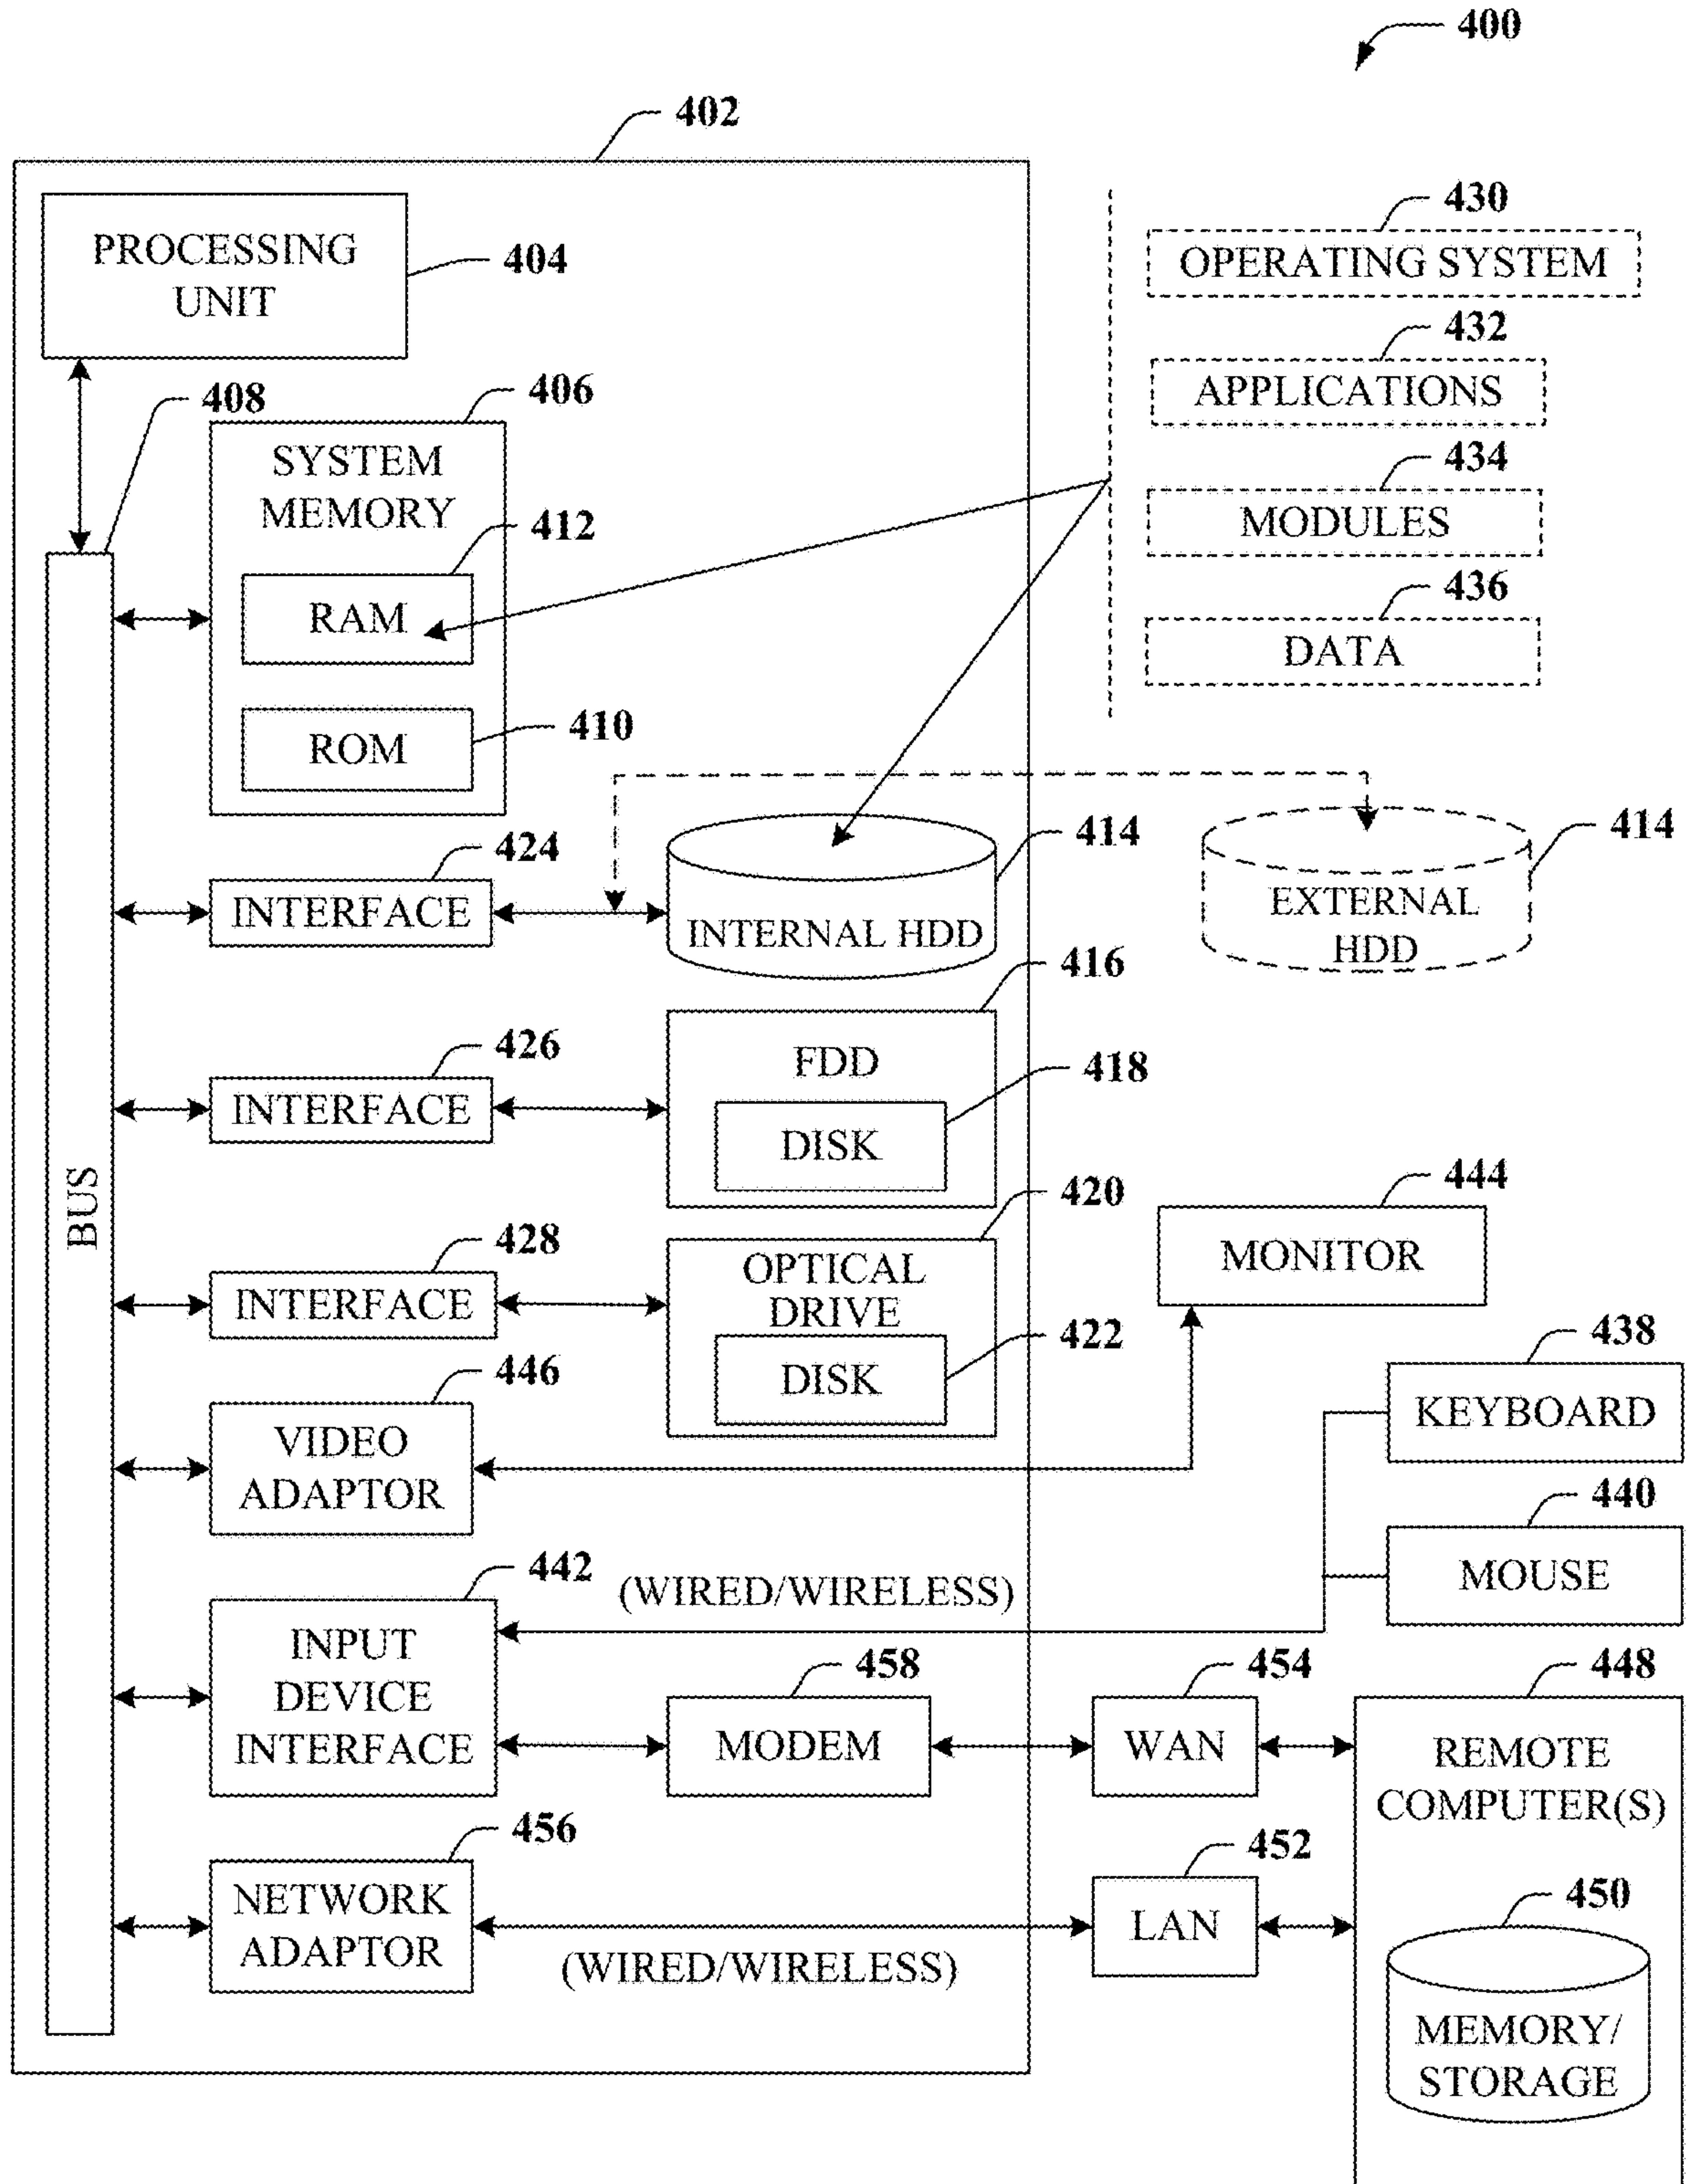 400
402
PROCESSING
UNIT
404
430
OPERATING SYSTEM
432
APPLICATIONS
434
MODULES
436
DATA
408
406
SYSTEM
MEMORY
412
RAM
410
ROM
424
INTERFACE
414
INTERNAL HDD
414
EXTERNAL
HDD
426
INTERFACE
416
FDD
418
DISK
BUS
428
INTERFACE
420
OPTICAL
DRIVE
422
DISK
444
MONITOR
446
VIDEO
ADAPTOR
438
KEYBOARD
440
MOUSE
442
INPUT
DEVICE
INTERFACE
(WIRED/WIRELESS)
458
MODEM
454
WAN
448
REMOTE
COMPUTER(S)
456
NETWORK
ADAPTOR
(WIRED/WIRELESS)
452
LAN
450
MEMORY/
STORAGE